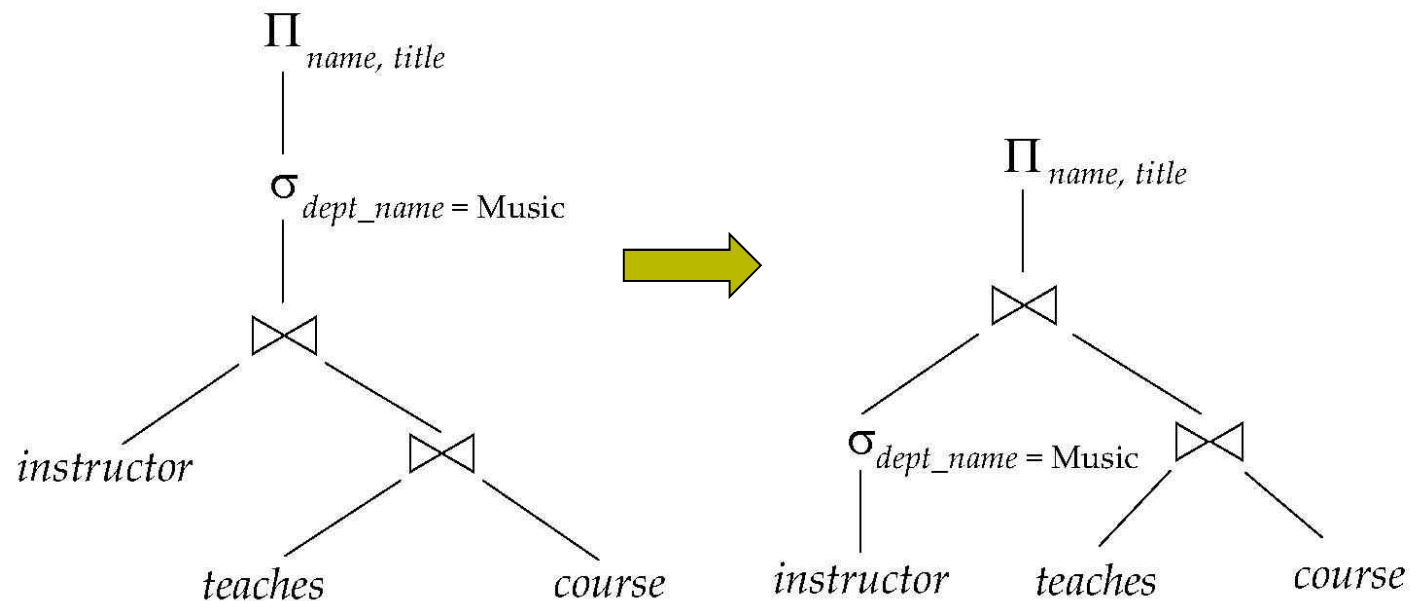 Π name, title
σ dept_name = Music
⋈
instructor
⋈
teaches
course
Π name, title
⋈
σ dept_name = Music
⋈
instructor
teaches
course